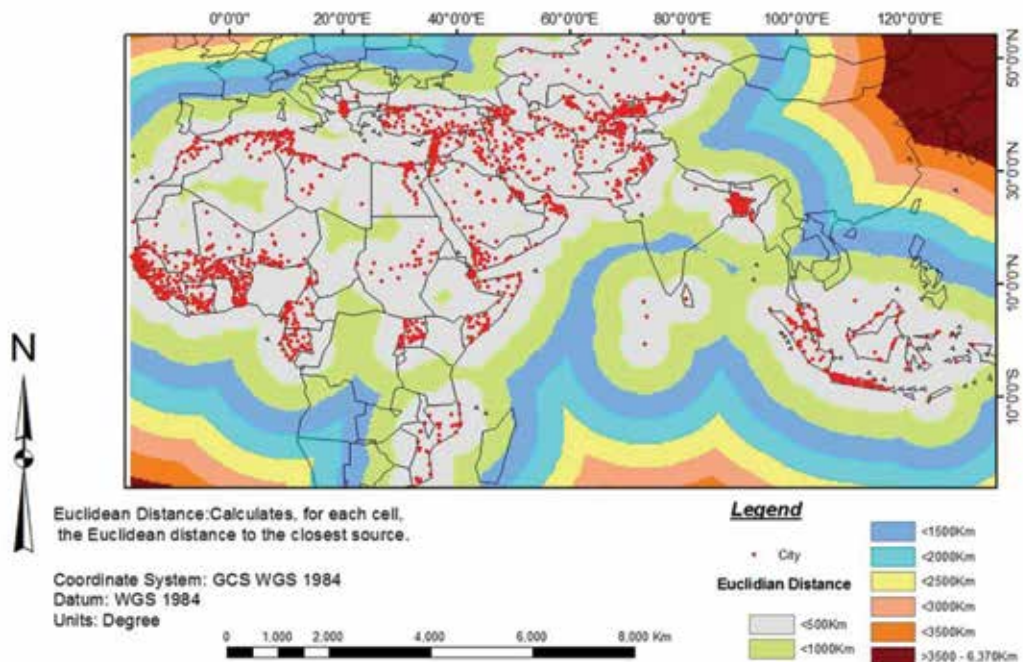 0°0'0" 20°0'0"E 40°0'0"E 60°0'0"E 80°0'0"E 100°0'0"E 120°0'0"E
50°0'0"N
30°0'0"N
10°0'0"N
10°0'0"S
N
Euclidean Distance:Calculates, for each cell,
the Euclidean distance to the closest source.
Coordinate System: GCS WGS 1984
Datum: WGS 1984
Units: Degree
0 1,000 2,000 4,000 6,000 8,000 Km
Legend
City
Euclidian Distance
<500Km
<1000Km
<1500Km
<2000Km
<2500Km
<3000Km
<3500Km
>3500 - 6.370Km